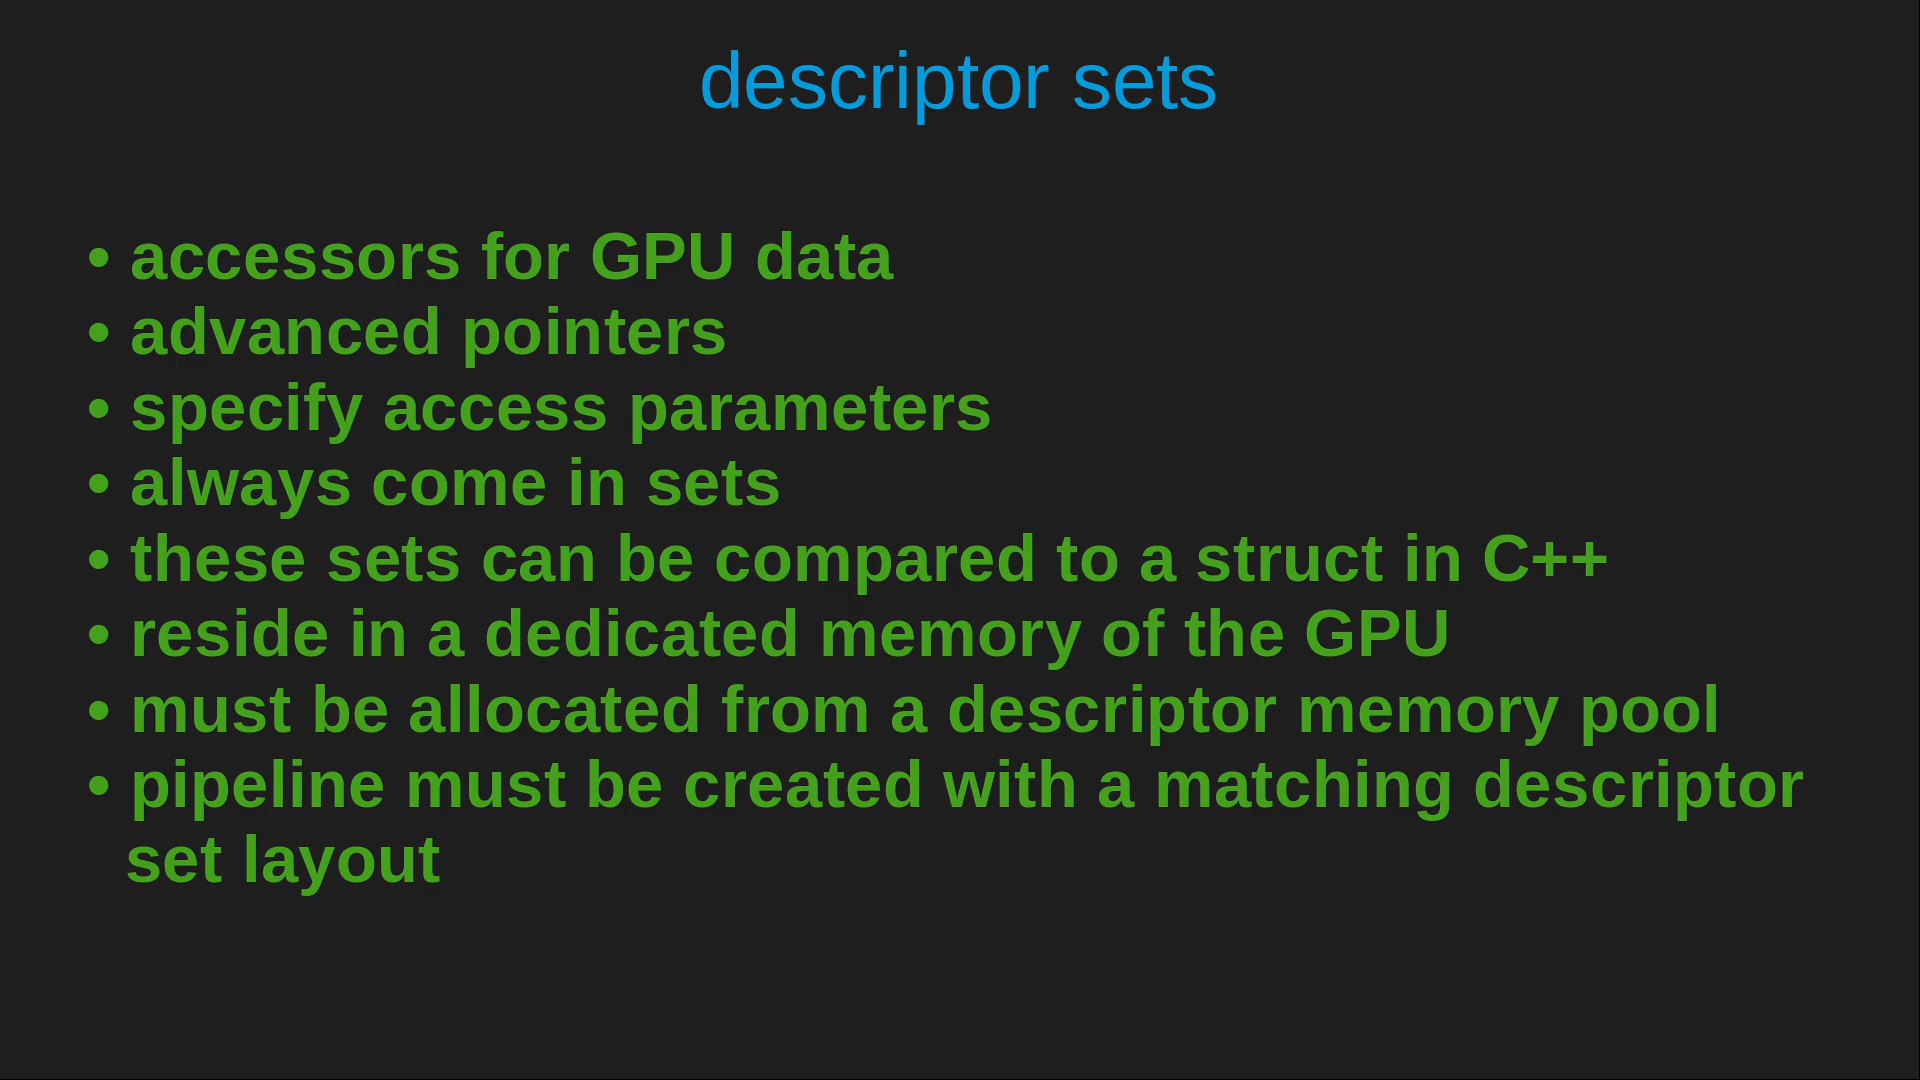 descriptor sets
• accessors for GPU data
• advanced pointers
• specify access parameters
• always come in sets
• these sets can be compared to a struct in C++
• reside in a dedicated memory of the GPU
• must be allocated from a descriptor memory pool
• pipeline must be created with a matching descriptor
set layout